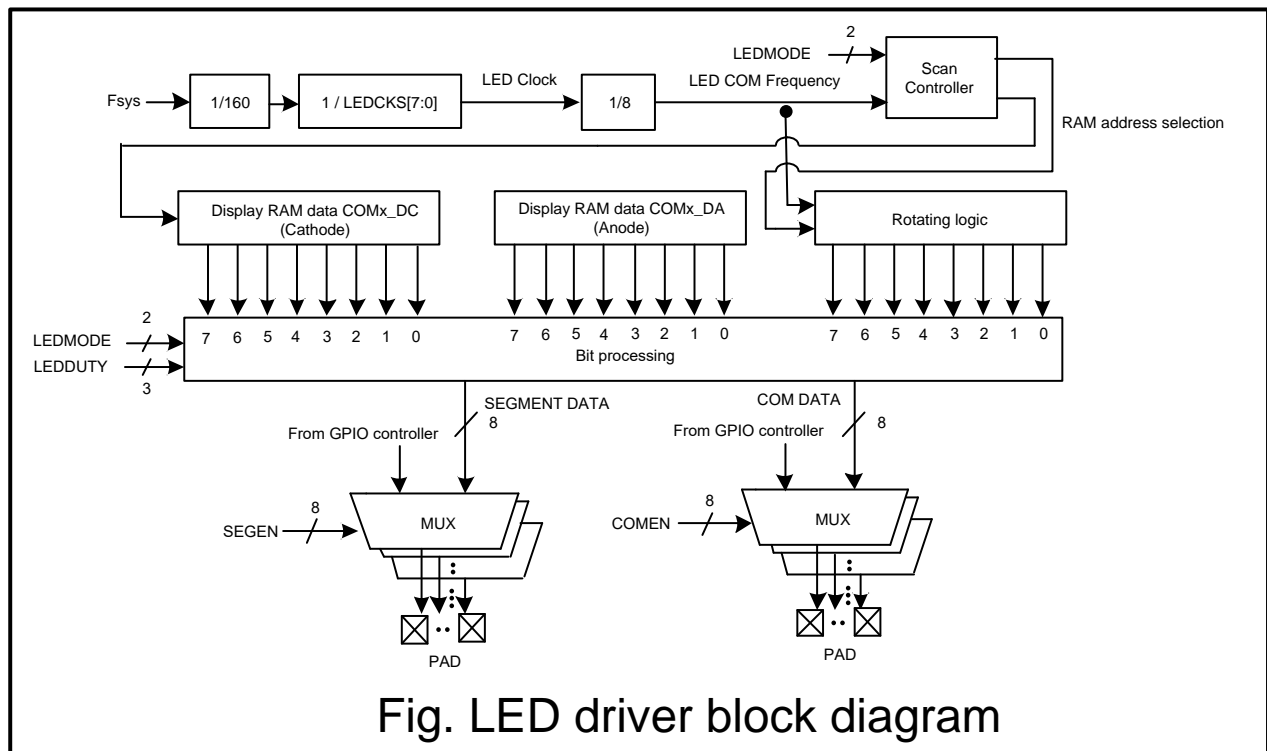 2
LEDMODE
Scan
Controller
LED Clock
LED COM Frequency
Fsys
1/160
1 / LEDCKS[7:0]
1/8
RAM address selection
Display RAM data COMx_DC
(Cathode)
Display RAM data COMx_DA
(Anode)
Rotating logic
2
LEDMODE
LEDDUTY
3
7 6 5 4 3 2 1 0
7 6 5 4 3 2 1 0
7 6 5 4 3 2 1 0
Bit processing
SEGMENT DATA
8
COM DATA
8
From GPIO controller
From GPIO controller
8
SEGEN
MUX
8
COMEN
MUX
PAD
PAD
Fig. LED driver block diagram